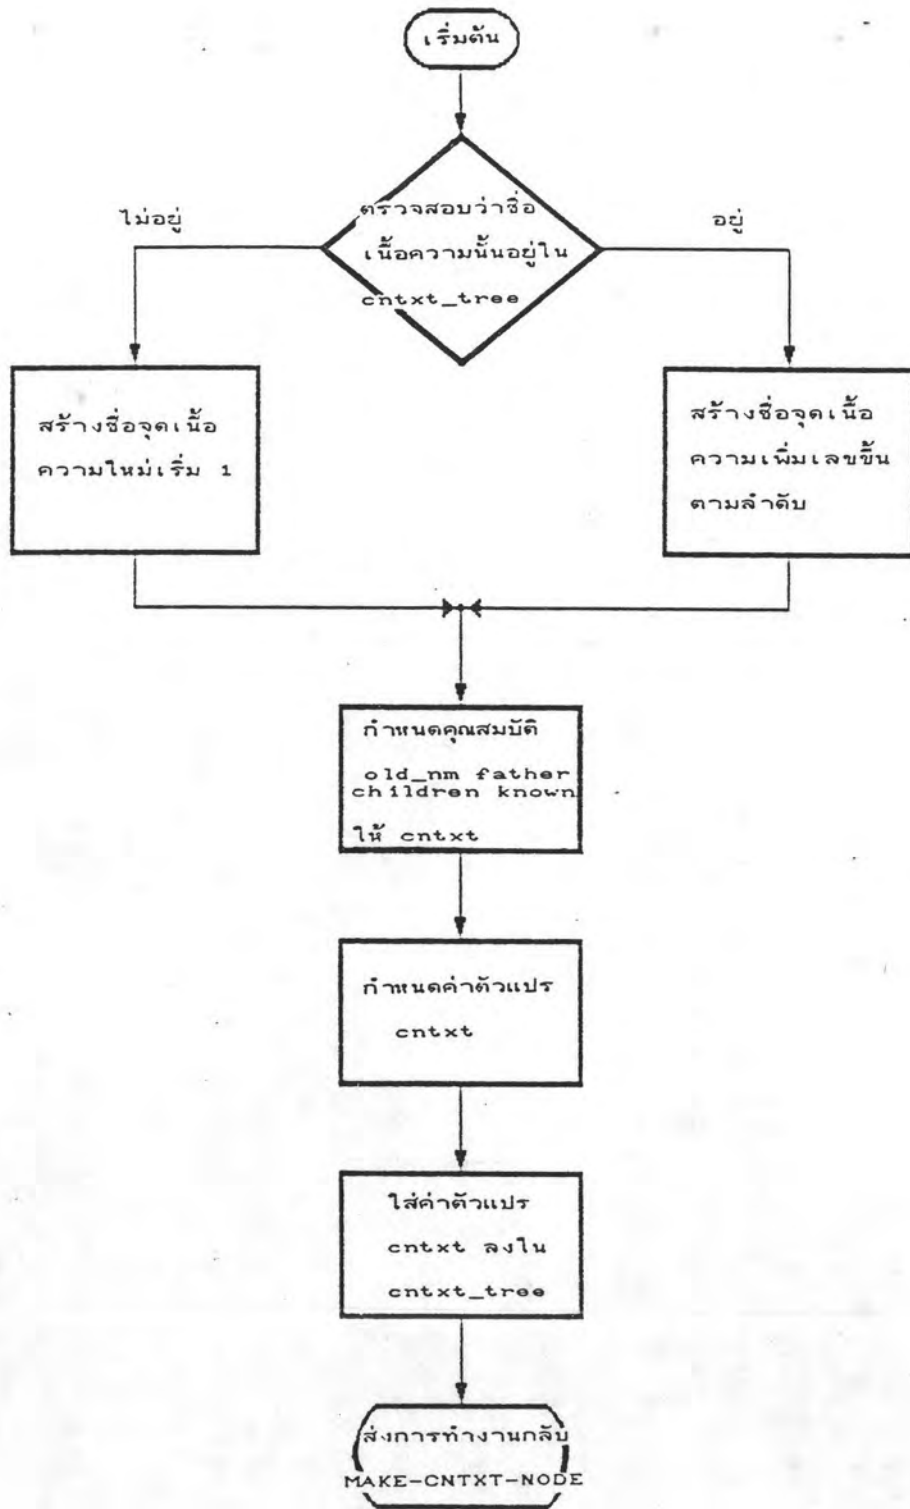 เริ่มต้น
ตรวจสอบว่าชื่อ
เนื้อความนั้นอยู่ใน
cntxt_tree
ไม่อยู่
อยู่
สร้างชื่อจุดเนื้อ
ความใหม่เริ่ม 1
สร้างชื่อจุดเนื้อ
ความเพิ่มเลขขึ้น
ตามลำดับ
กำหนดคุณสมบัติ
old_nm father
children known
ให้ cntxt
กำหนดค่าตัวแปร
cntxt
ใส่ค่าตัวแปร
cntxt ลงใน
cntxt_tree
ส่งการทำงานกลับ
MAKE-CNTXT-NODE